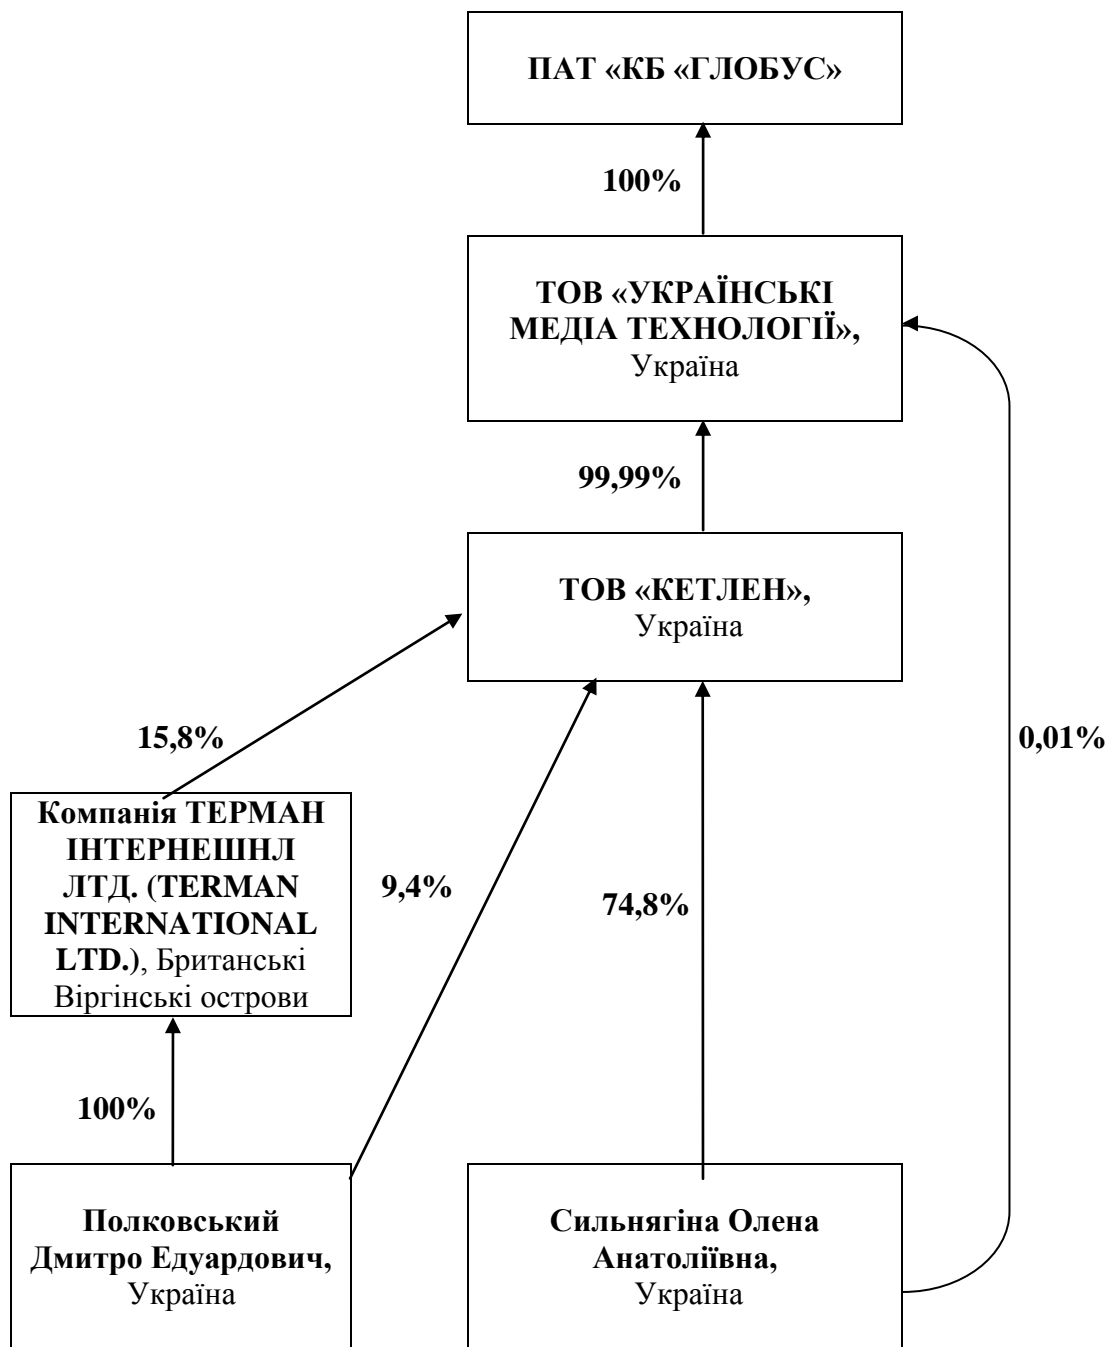 ПАТ «КБ «ГЛОБУС»
100%
ТОВ «УКРАЇНСЬКІ
МЕДІА ТЕХНОЛОГІЇ»,
Україна
99,99%
ТОВ «КЕТЛЕН»,
Україна
15,8%
0,01%
Компанія ТЕРМАН
ІНТЕРНЕШНЛ
ЛТД. (TERMAN
INTERNATIONAL
LTD.), Британські
Віргінські острови
9,4%
74,8%
100%
Полковський
Дмитро Едуардович,
Україна
Сильнягіна Олена
Анатоліївна,
Україна